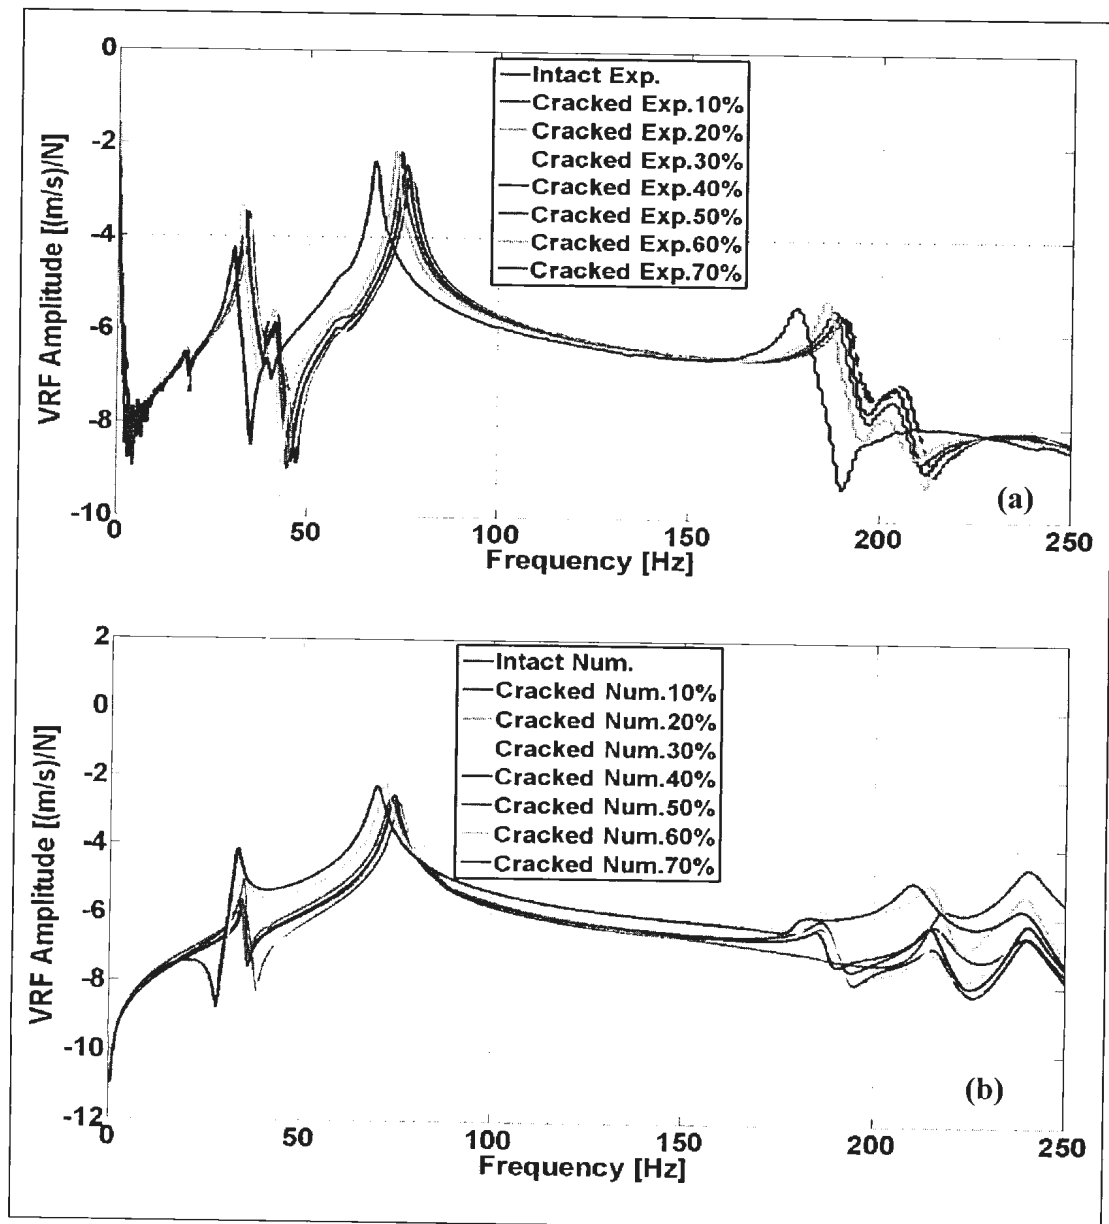 0
-2
-4
-6
-8
-10
VRF Amplitude [(m/s)/N]
Intact Exp.
Cracked Exp.10%
Cracked Exp.20%
Cracked Exp.30%
Cracked Exp.40%
Cracked Exp.50%
Cracked Exp.60%
Cracked Exp.70%
(a)
0 50 100 150 200 250
Frequency [Hz]
2
0
-2
-4
-6
-8
-10
-12
VRF Amplitude [(m/s)/N]
Intact Num.
Cracked Num.10%
Cracked Num.20%
Cracked Num.30%
Cracked Num.40%
Cracked Num.50%
Cracked Num.60%
Cracked Num.70%
(b)
0 50 100 150 200 250
Frequency [Hz]